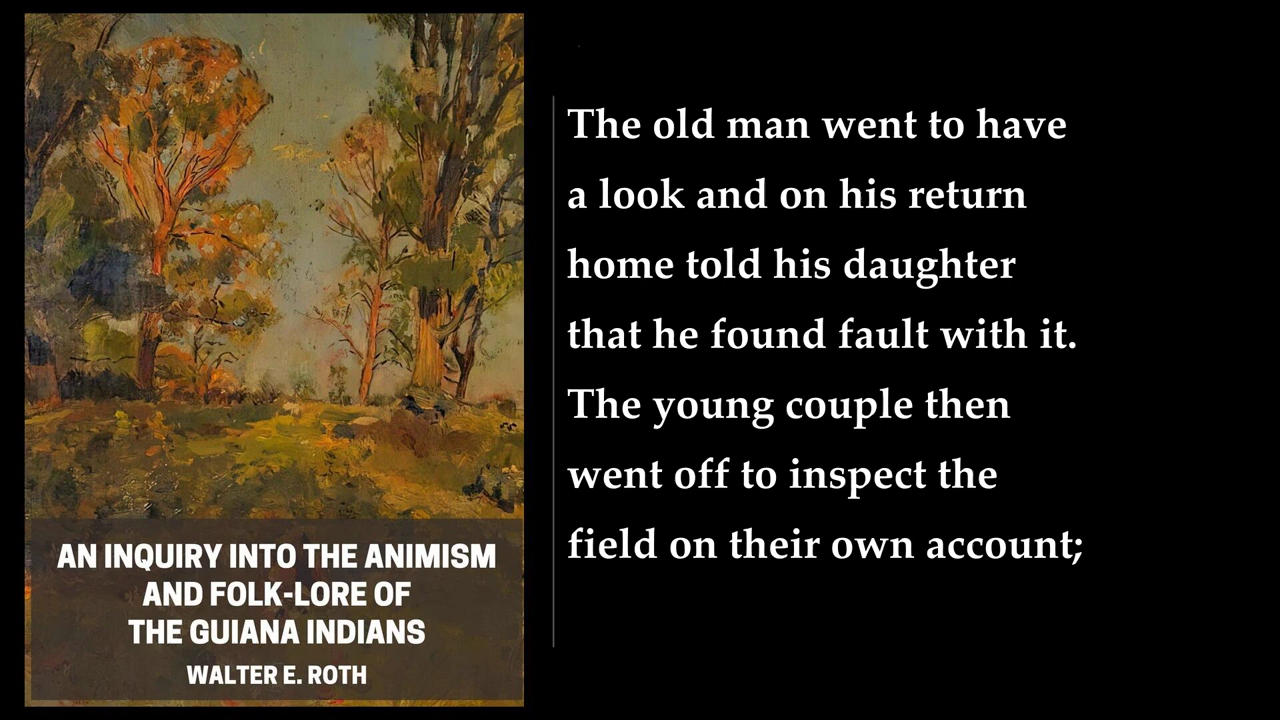 AN INQUIRY INTO THE ANIMISM
AND FOLK-LORE OF
THE GUIANA INDIANS
WALTER E. ROTH
The old man went to have
a look and on his return
home told his daughter
that he found fault with it.
The young couple then
went off to inspect the
field on their own account;